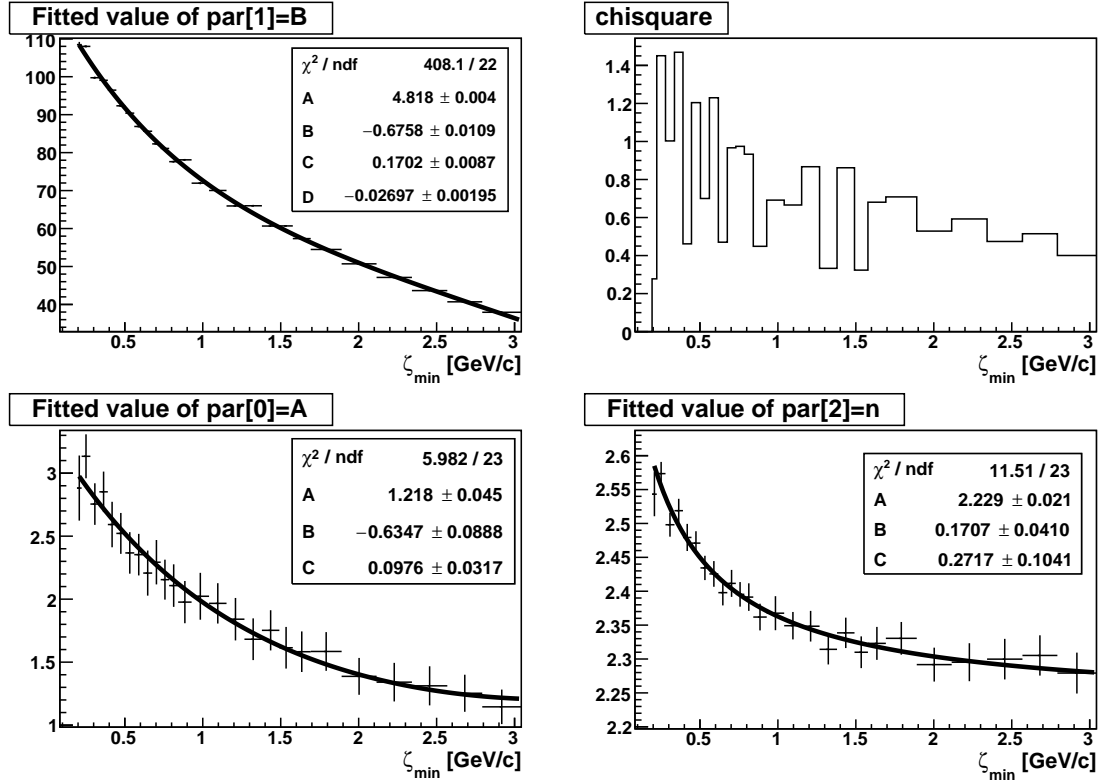 Fitted value of par[1]=B
110
100
90
80
70
60
50
40
0.5 1 1.5 2 2.5 3
ζmin [GeV/c]
χ² / ndf 408.1 / 22
A 4.818 ± 0.004
B −0.6758 ± 0.0109
C 0.1702 ± 0.0087
D −0.02697 ± 0.00195
chisquare
1.4
1.2
1
0.8
0.6
0.4
0.2
0
0.5 1 1.5 2 2.5 3
ζmin [GeV/c]
Fitted value of par[0]=A
3
2.5
2
1.5
1
0.5 1 1.5 2 2.5 3
ζmin [GeV/c]
χ² / ndf 5.982 / 23
A 1.218 ± 0.045
B −0.6347 ± 0.0888
C 0.0976 ± 0.0317
Fitted value of par[2]=n
2.6
2.55
2.5
2.45
2.4
2.35
2.3
2.25
2.2
0.5 1 1.5 2 2.5 3
ζmin [GeV/c]
χ² / ndf 11.51 / 23
A 2.229 ± 0.021
B 0.1707 ± 0.0410
C 0.2717 ± 0.1041